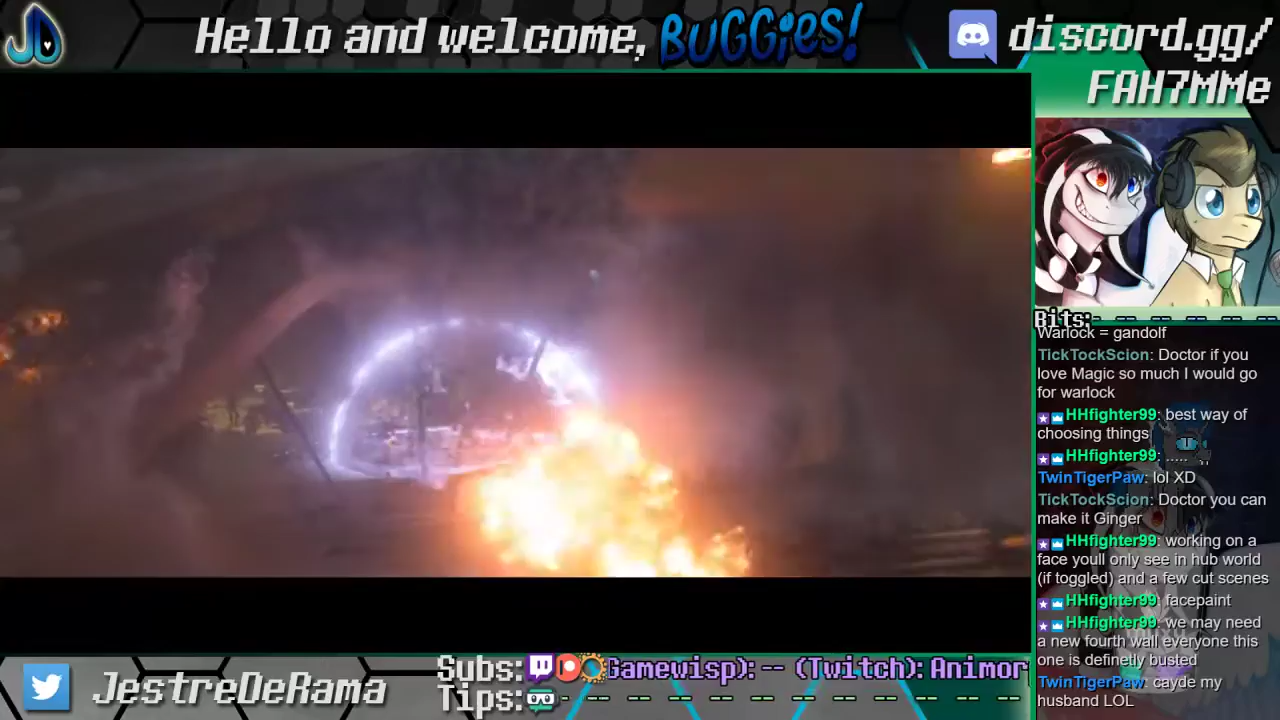 Hello and welcome, BUGGiES!
discord.gg/
FAH7MMe
Bits:- -- -- -- -- --
Warlock = gandolf
TickTockScion: Doctor if you
love Magic so much I would go
for warlock
HHfighter99: best way of
choosing things
HHfighter99: .....
TwinTigerPaw: lol XD
TickTockScion: Doctor you can
make it Ginger
HHfighter99: working on a
face youll only see in hub world
(if toggled) and a few cut scenes
HHfighter99: facepaint
HHfighter99: we may need
a new fourth wall everyone this
one is definetly busted
TwinTigerPaw: cayde my
husband LOL
JestreDeRama
Subs: Gamewisp): -- (Twitch): Animor
Tips: - -- -- -- -- -- -- -- -- -- -- --